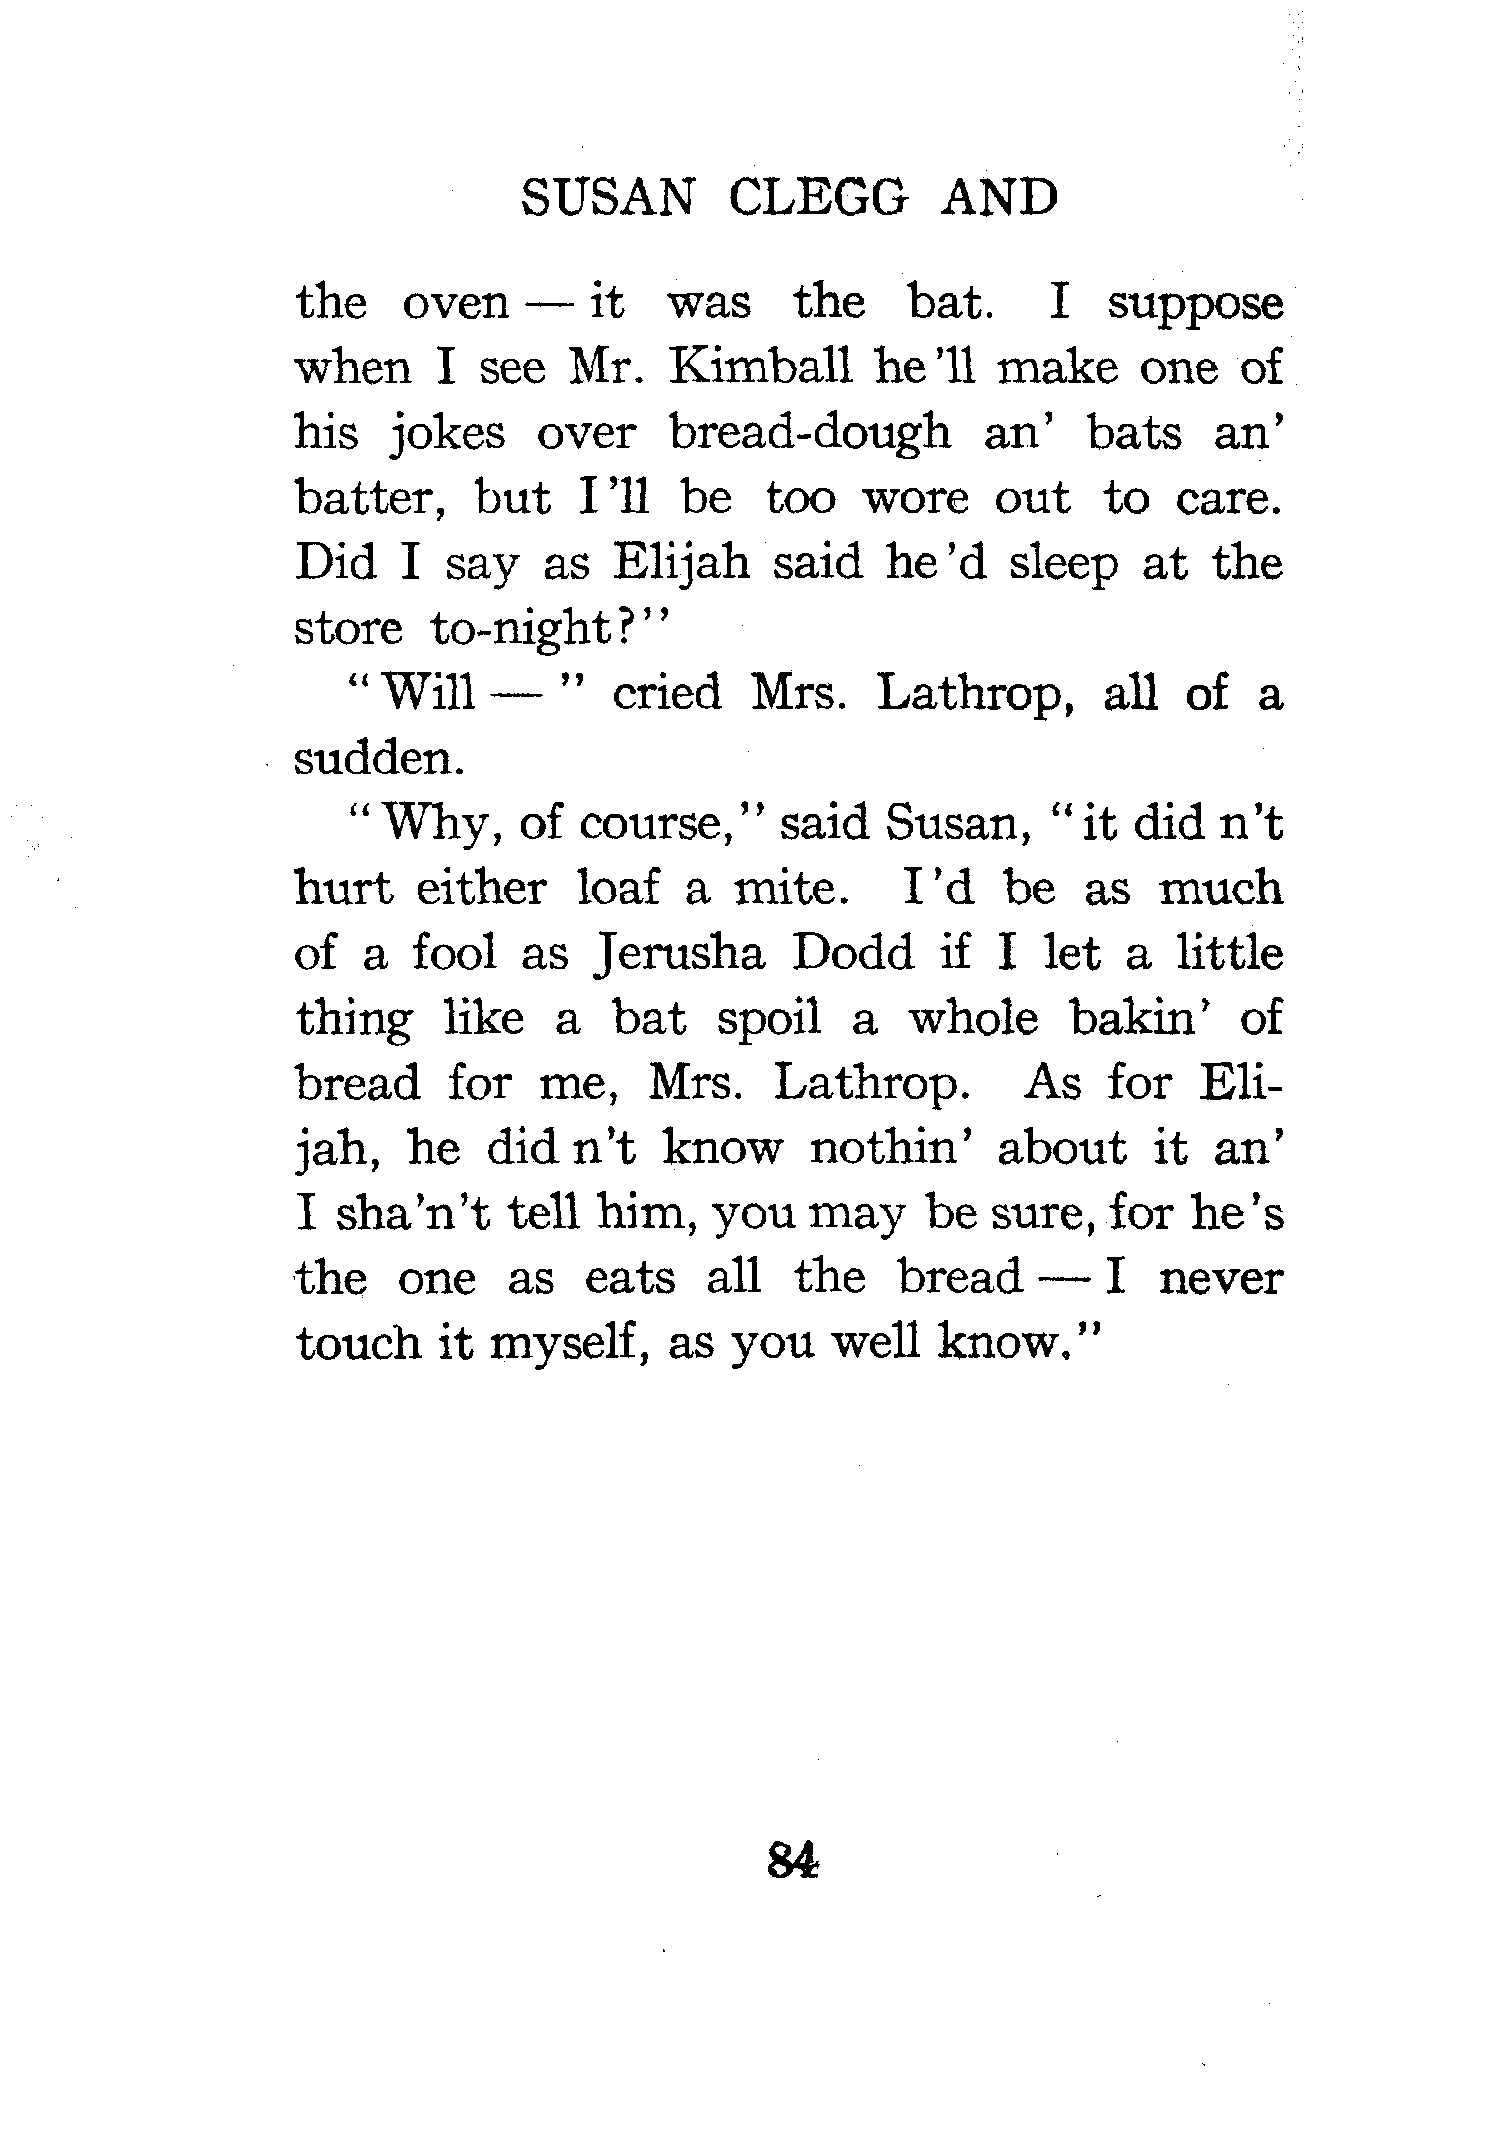 SUSAN CLEGG AND
the oven — it was the bat. I suppose
when I see Mr. Kimball he 'll make one of
his jokes over bread-dough an' bats an'
batter, but I 'll be too wore out to care.
Did I say as Elijah said he 'd sleep at the
store to-night?"
"Will — " cried Mrs. Lathrop, all of a
sudden.
"Why, of course," said Susan, "it did n't
hurt either loaf a mite. I 'd be as much
of a fool as Jerusha Dodd if I let a little
thing like a bat spoil a whole bakin' of
bread for me, Mrs. Lathrop. As for Eli-
jah, he did n't know nothin' about it an'
I sha'n't tell him, you may be sure, for he 's
the one as eats all the bread — I never
touch it myself, as you well know."
84